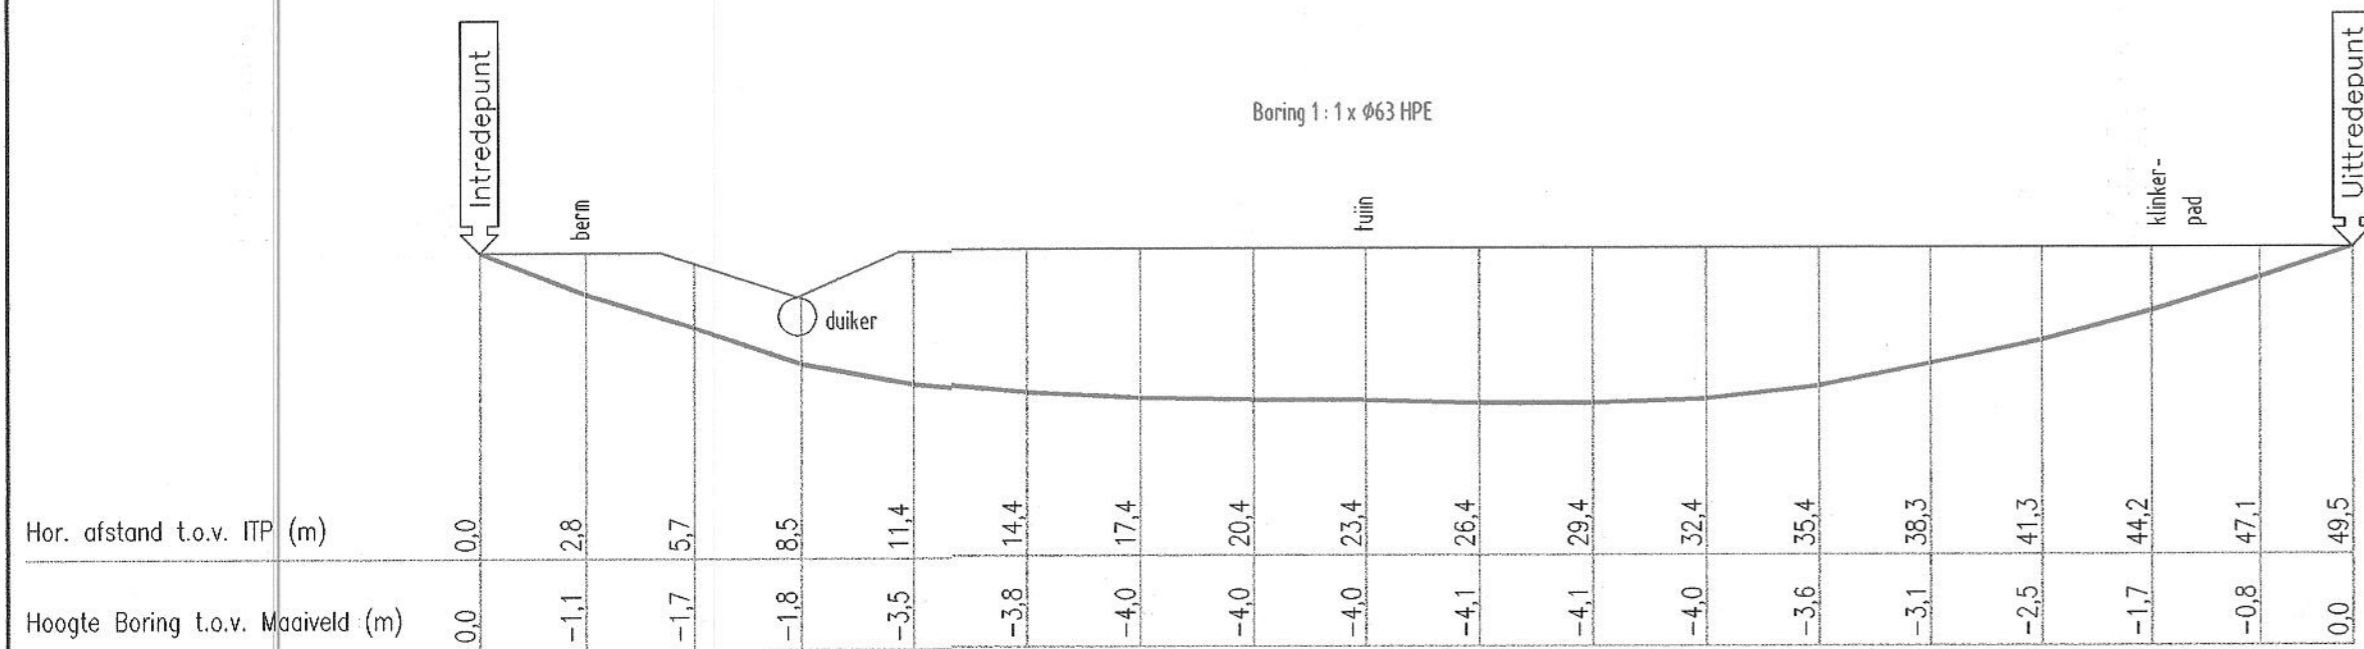 Intredepunt
Uittredepunt
Boring 1 : 1 x Ø63 HPE
berm
tuin
klinker-
pad
duiker
Hor. afstand t.o.v. ITP (m) 0,0 2,8 5,7 8,5 11,4 14,4 17,4 20,4 23,4 26,4 29,4 32,4 35,4 38,3 41,3 44,2 47,1 49,5
Hoogte Boring t.o.v. Maaiveld (m) 0,0 -1,1 -1,7 -1,8 -3,5 -3,8 -4,0 -4,0 -4,0 -4,1 -4,1 -4,0 -3,6 -3,1 -2,5 -1,7 -0,8 0,0